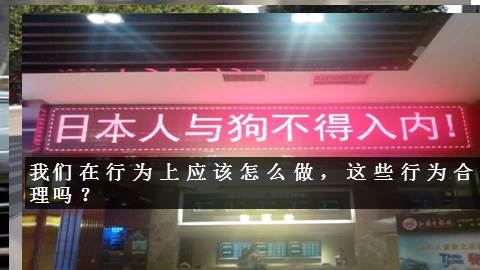 日本人与狗不得入内!
我们在行为上应该怎么做，这些行为合
理吗？